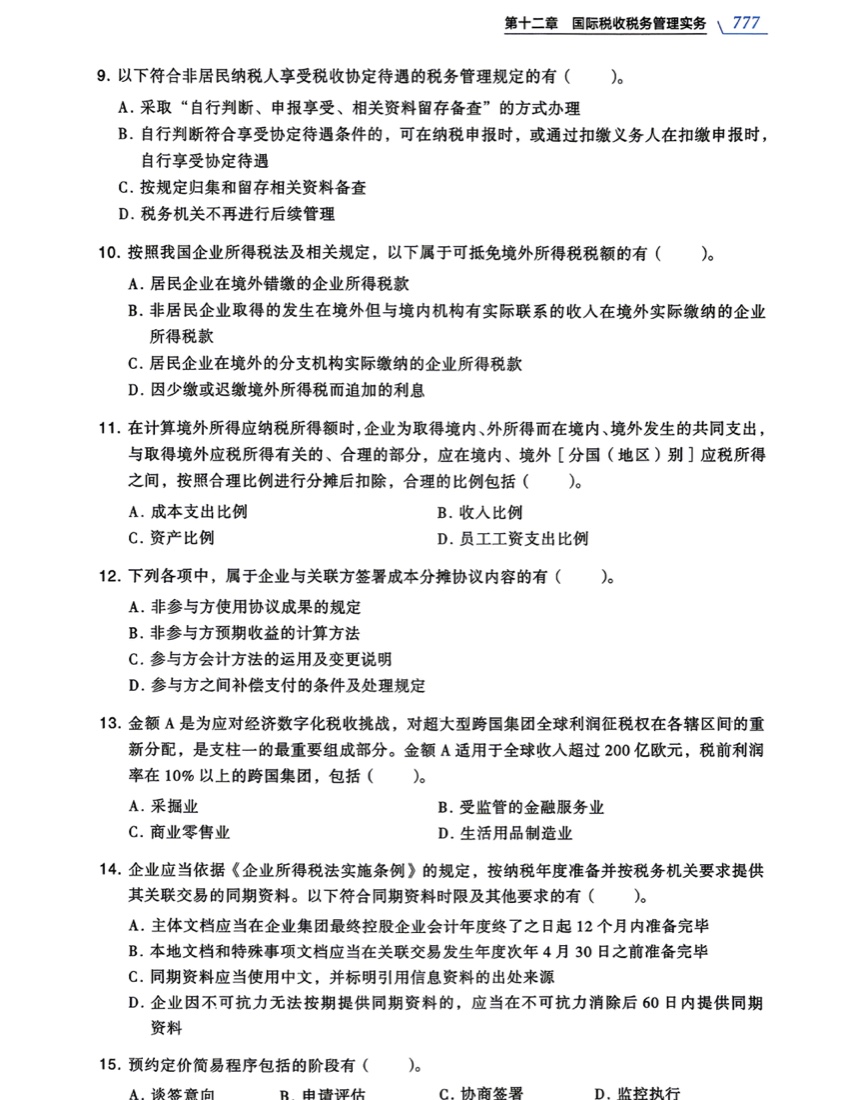 第十二章 国际税收税务管理实务 777
9. 以下符合非居民纳税人享受税收协定待遇的税务管理规定的有( )。
A. 采取“自行判断、申报享受、相关资料留存备查”的方式办理
B. 自行判断符合享受协定待遇条件的，可在纳税申报时，或通过扣缴义务人在扣缴申报时，
自行享受协定待遇
C. 按规定归集和留存相关资料备查
D. 税务机关不再进行后续管理
10. 按照我国企业所得税法及相关规定，以下属于可抵免境外所得税税额的有( )。
A. 居民企业在境外错缴的企业所得税款
B. 非居民企业取得的发生在境外但与境内机构有实际联系的收入在境外实际缴纳的企业
所得税款
C. 居民企业在境外的分支机构实际缴纳的企业所得税款
D. 因少缴或迟缴境外所得税而追加的利息
11. 在计算境外所得应纳税所得额时，企业为取得境内、外所得而在境内、境外发生的共同支出，
与取得境外应税所得有关的、合理的部分，应在境内、境外［分国（地区）别］应税所得
之间，按照合理比例进行分摊后扣除，合理的比例包括( )。
A. 成本支出比例 B. 收入比例
C. 资产比例 D. 员工工资支出比例
12. 下列各项中，属于企业与关联方签署成本分摊协议内容的有( )。
A. 非参与方使用协议成果的规定
B. 非参与方预期收益的计算方法
C. 参与方会计方法的运用及变更说明
D. 参与方之间补偿支付的条件及处理规定
13. 金额 A 是为应对经济数字化税收挑战，对超大型跨国集团全球利润征税权在各辖区间的重
新分配，是支柱一的最重要组成部分。金额 A 适用于全球收入超过 200 亿欧元，税前利润
率在 10% 以上的跨国集团，包括( )。
A. 采掘业 B. 受监管的金融服务业
C. 商业零售业 D. 生活用品制造业
14. 企业应当依据《企业所得税法实施条例》的规定，按纳税年度准备并按税务机关要求提供
其关联交易的同期资料。以下符合同期资料时限及其他要求的有( )。
A. 主体文档应当在企业集团最终控股企业会计年度终了之日起 12 个月内准备完毕
B. 本地文档和特殊事项文档应当在关联交易发生年度次年 4 月 30 日之前准备完毕
C. 同期资料应当使用中文，并标明引用信息资料的出处来源
D. 企业因不可抗力无法按期提供同期资料的，应当在不可抗力消除后 60 日内提供同期
资料
15. 预约定价简易程序包括的阶段有( )。
A. 谈签意向 B. 申请评估 C. 协商签署 D. 监控执行